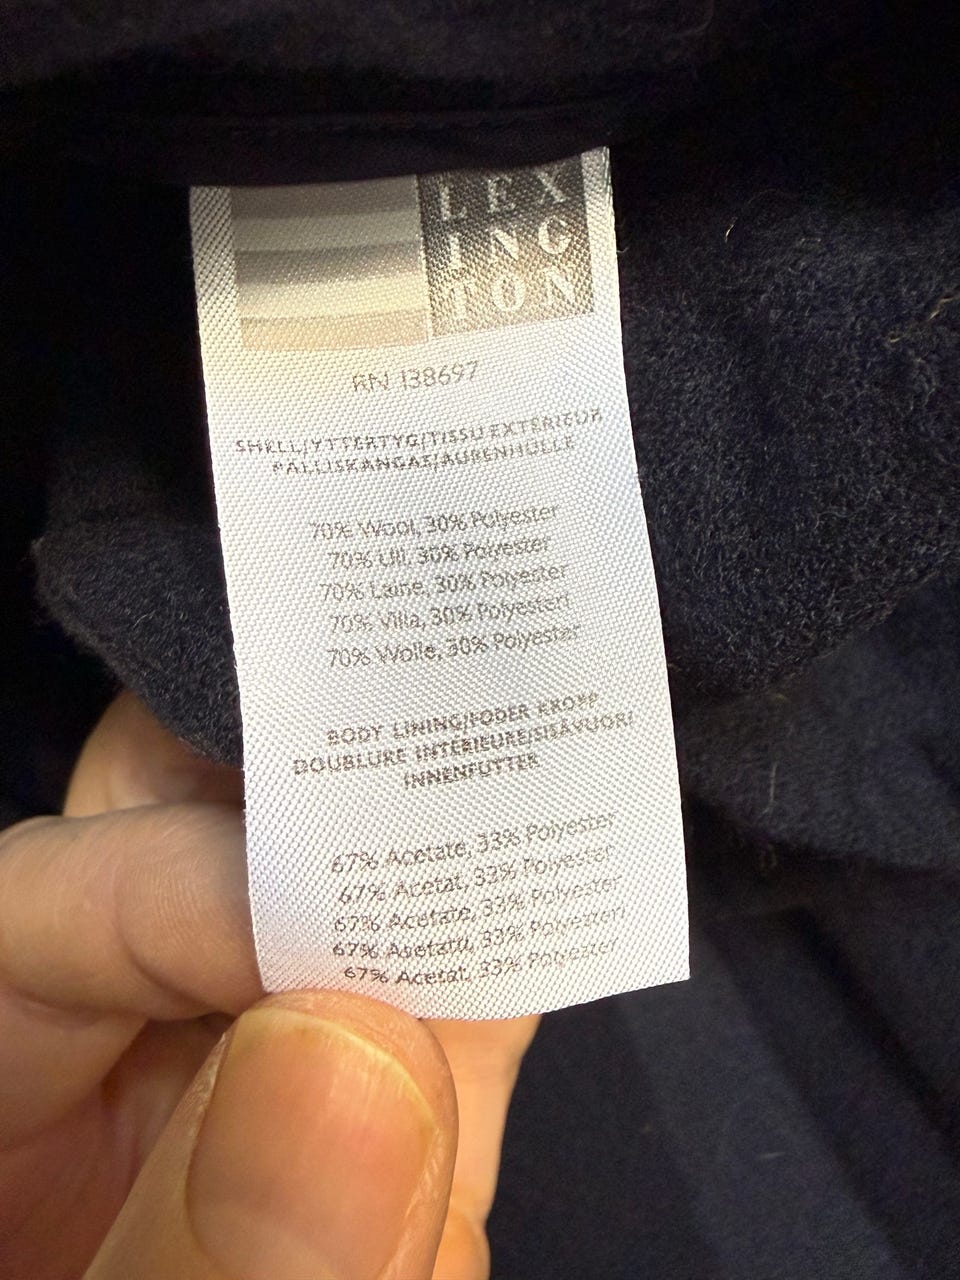 LEX
ING
TON
RN 138697
SHELL/YTTERTYG/TISSU EXTERIEUR
PÄLLISKANGAS/AUßENHÜLLE
70% Wool, 30% Polyester
70% Ull, 30% Polyester
70% Laine, 30% Polyester
70% Villa, 30% Polyesteri
70% Wolle, 30% Polyester
BODY LINING/FODER KROPP
DOUBLURE INTERIEURE/SISÄVUORI
INNENFUTTER
67% Acetate, 33% Polyester
67% Acetat, 33% Polyester
67% Acetate, 33% Polyester
67% Asetatti, 33% Polyesteri
67% Acetat, 33% Polyester